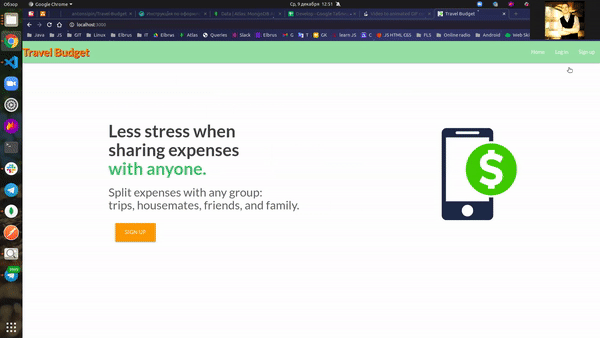 Обзор Google Chrome Ср, 9 декабря 12:51
Travel Budget
localhost:3000
Java JS GIT Linux Elbrus IT Atlas Queries Slack Elbrus G T GK learn JS C JS HTML CSS PLS Online radio Android Web Ski
Travel Budget
Home Log in Sign up
Less stress when
sharing expenses
with anyone.
Split expenses with any group:
trips, housemates, friends, and family.
SIGN UP
$